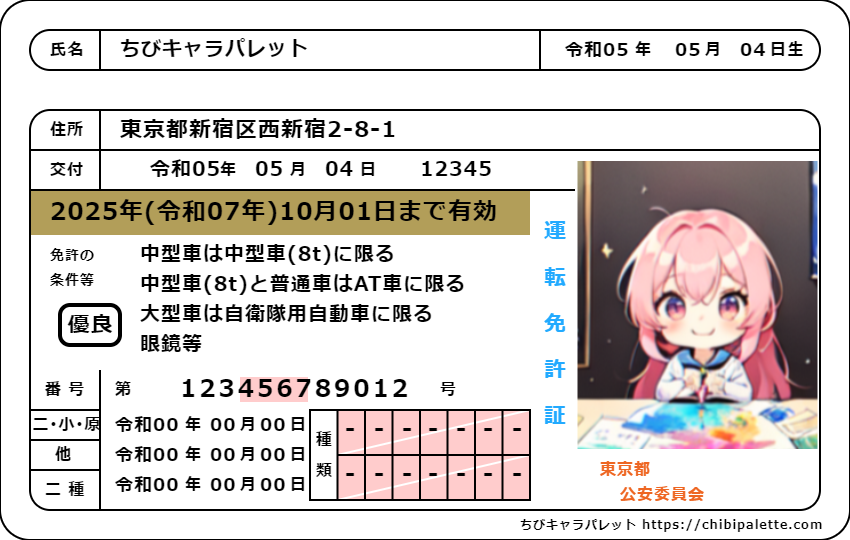 氏名 ちびキャラパレット 令和05 年 05 月 04 日生
住所 東京都新宿区西新宿2-8-1
交付 令和05年 05 月 04 日 12345
2025年(令和07年)10月01日まで有効
免許の
条件等
中型車は中型車(8t)に限る
中型車(8t)と普通車はAT車に限る
大型車は自衛隊用自動車に限る
眼鏡等
優良
運転免許証
番号 第 123456789012 号
二・小・原 令和00 年 00 月 00 日
他 令和00 年 00 月 00 日
二種 令和00 年 00 月 00 日
種類
- - - - - - -
- - - - - - -
東京都
公安委員会
ちびキャラパレット https://chibipalette.com